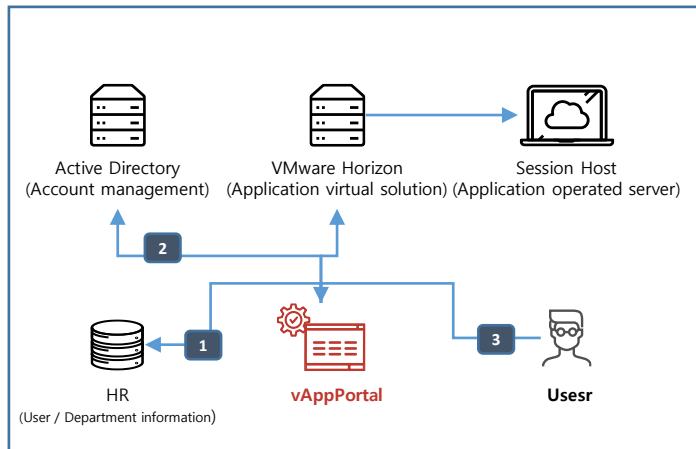 Active Directory
(Account management)
VMware Horizon
(Application virtual solution)
Session Host
(Application operated server)
2
1
3
HR
(User / Department information)
vAppPortal
Usesr